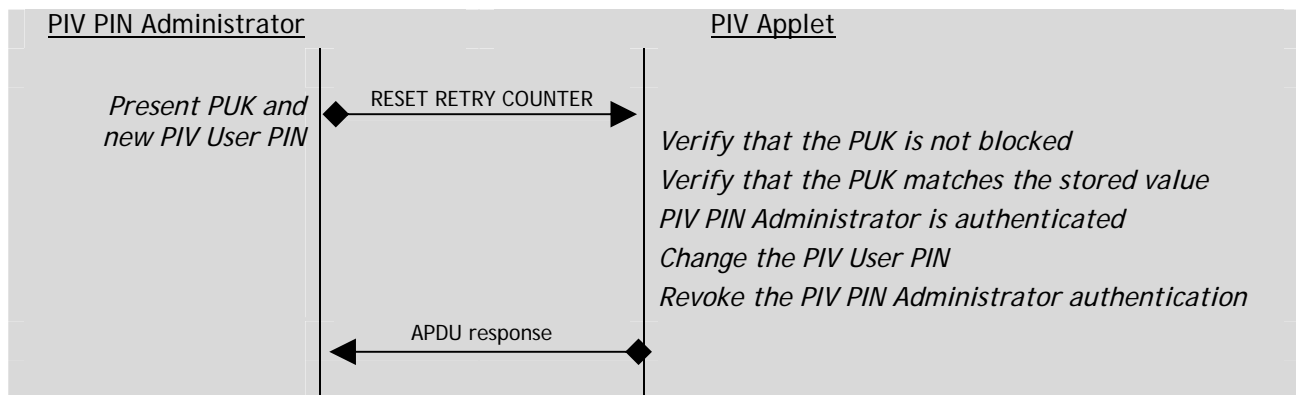 PIV PIN Administrator
PIV Applet
Present PUK and
new PIV User PIN
RESET RETRY COUNTER
Verify that the PUK is not blocked
Verify that the PUK matches the stored value
PIV PIN Administrator is authenticated
Change the PIV User PIN
Revoke the PIV PIN Administrator authentication
APDU response